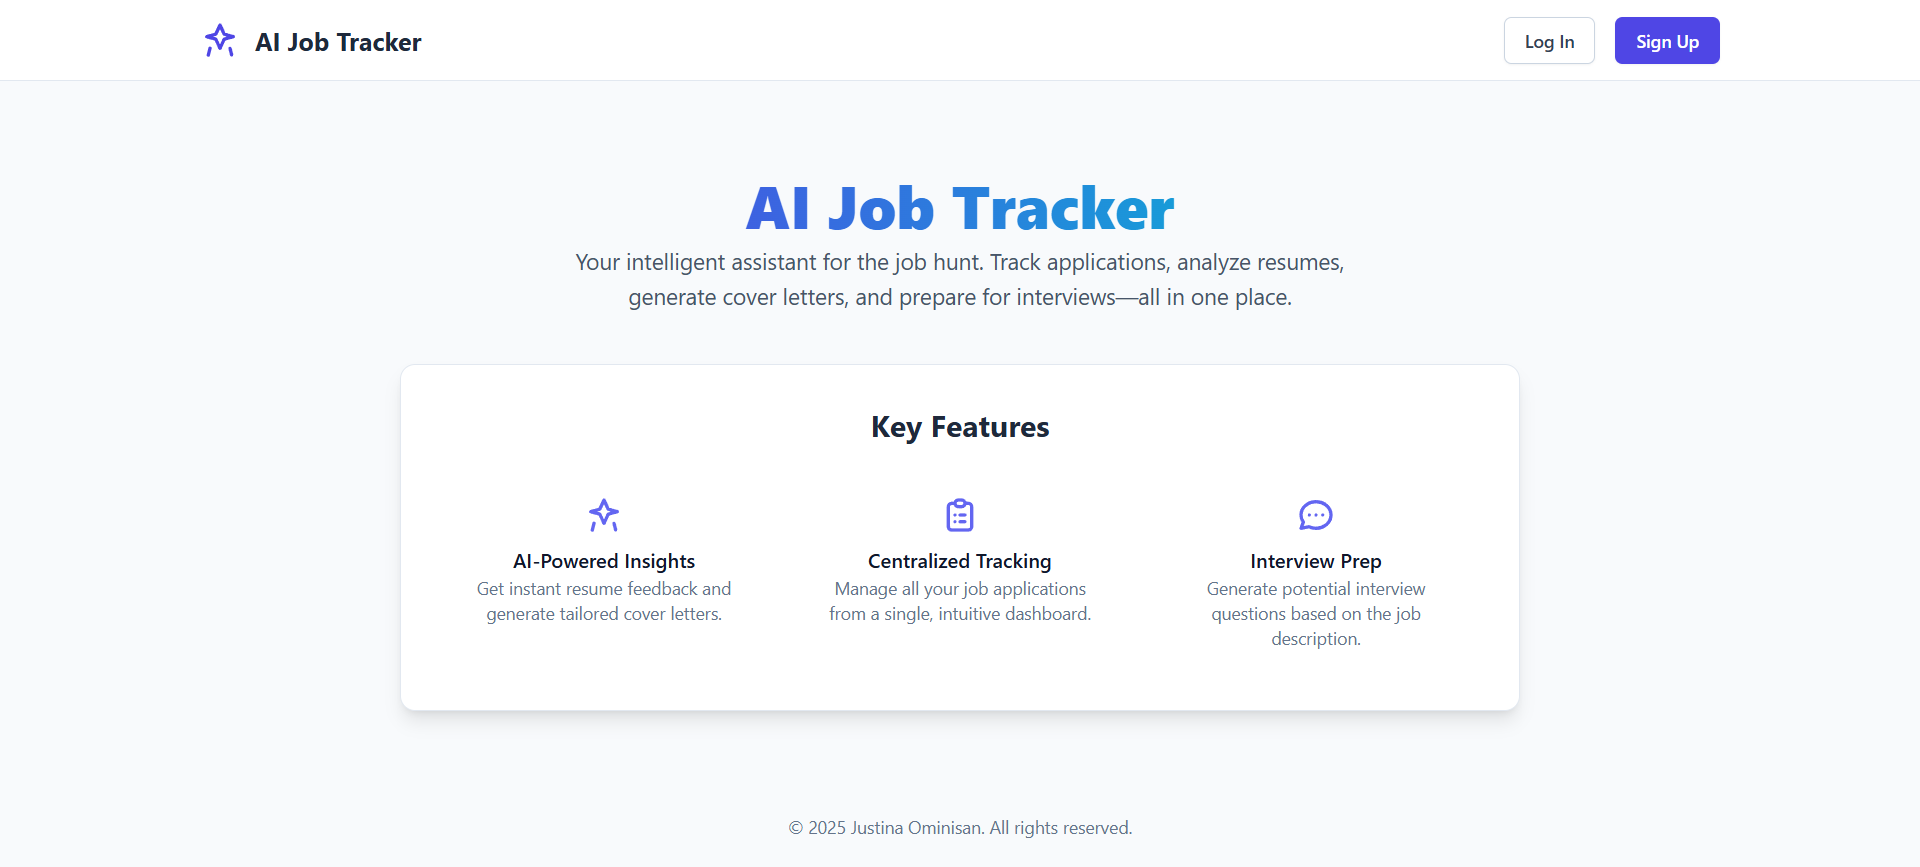 AI Job Tracker
Log In
Sign Up
AI Job Tracker
Your intelligent assistant for the job hunt. Track applications, analyze resumes,
generate cover letters, and prepare for interviews—all in one place.
Key Features
AI-Powered Insights
Get instant resume feedback and
generate tailored cover letters.
Centralized Tracking
Manage all your job applications
from a single, intuitive dashboard.
Interview Prep
Generate potential interview
questions based on the job
description.
© 2025 Justina Ominisan. All rights reserved.